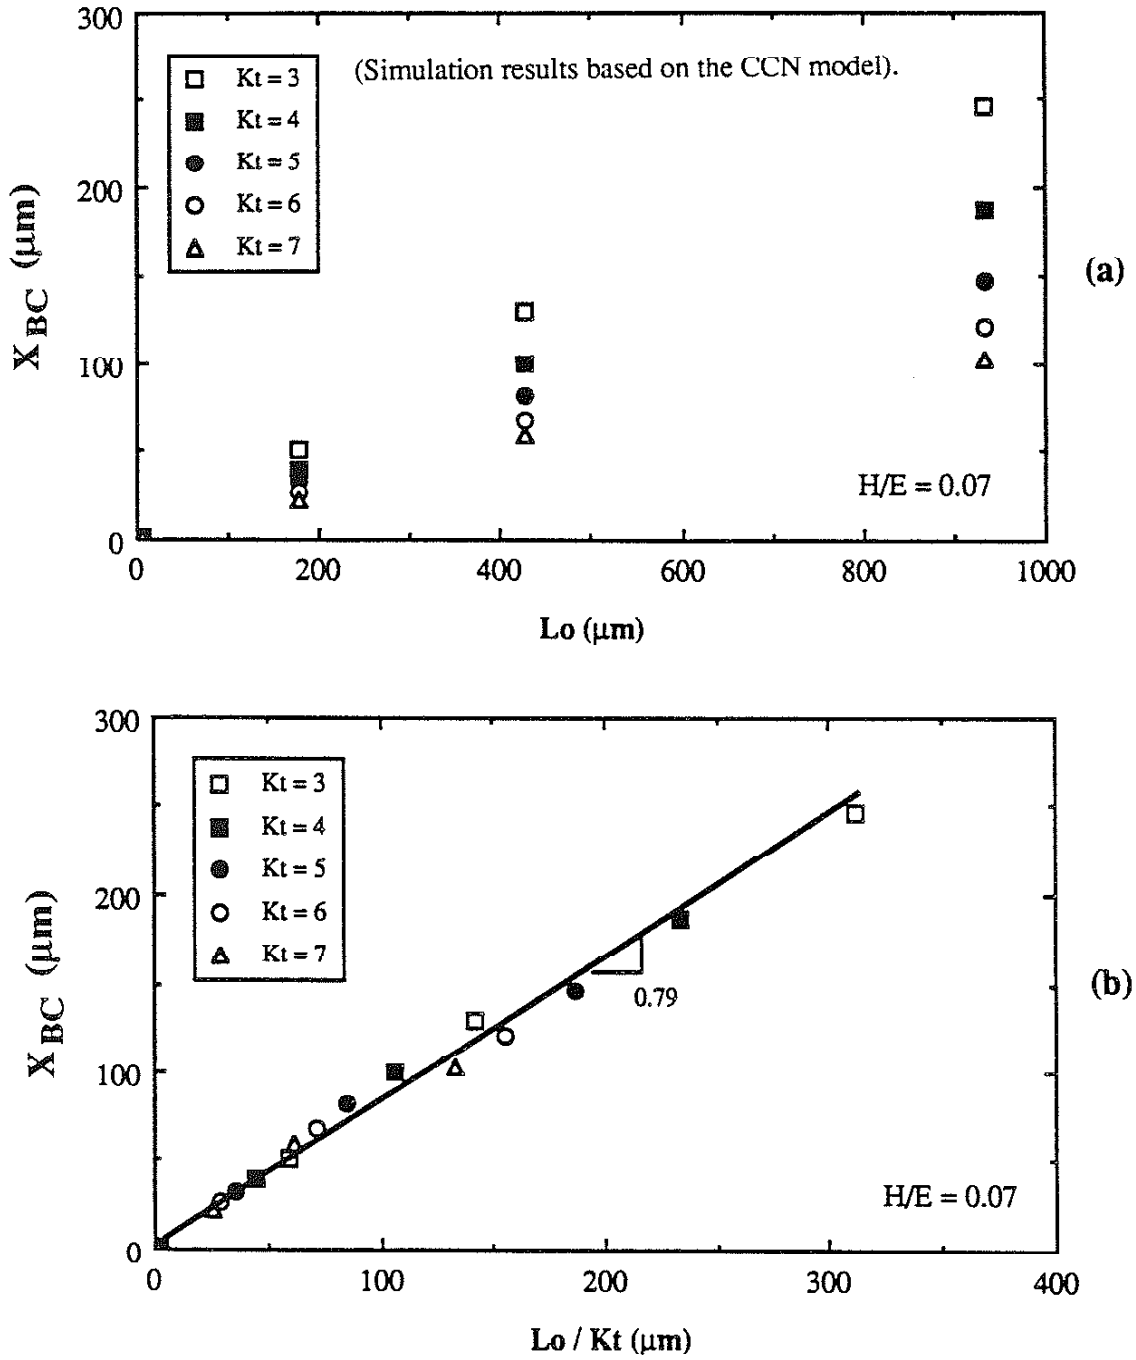 300
200
100
0
X BC (μm)
Kt = 3
Kt = 4
Kt = 5
Kt = 6
Kt = 7
(Simulation results based on the CCN model).
H/E = 0.07
(a)
0 200 400 600 800 1000
Lo (μm)
300
200
100
0
X BC (μm)
Kt = 3
Kt = 4
Kt = 5
Kt = 6
Kt = 7
0.79
H/E = 0.07
(b)
0 100 200 300 400
Lo / Kt (μm)